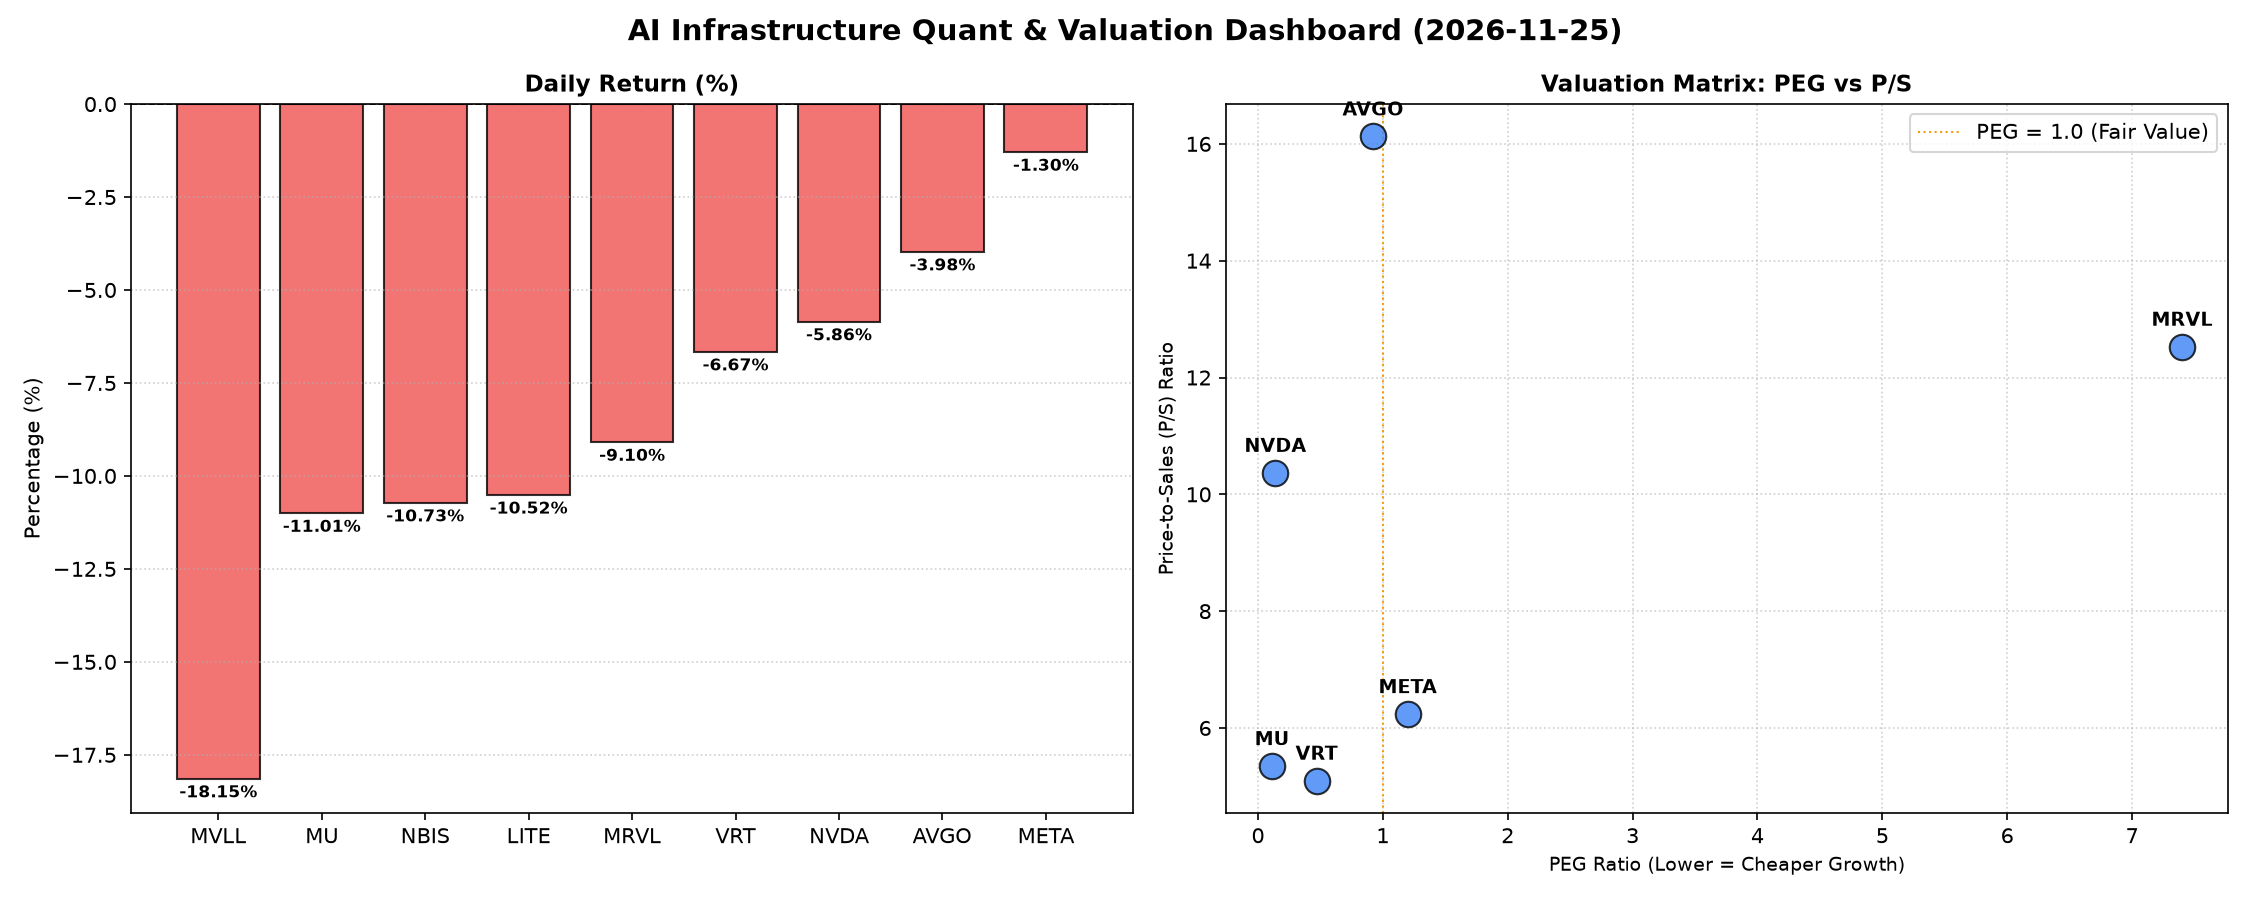 AI Infrastructure Quant & Valuation Dashboard (2026-11-25)
Daily Return (%)
Percentage (%)
0.0
−2.5
−5.0
−7.5
−10.0
−12.5
−15.0
−17.5
-18.15%
-11.01%
-10.73%
-10.52%
-9.10%
-6.67%
-5.86%
-3.98%
-1.30%
MVLL MU NBIS LITE MRVL VRT NVDA AVGO META
Valuation Matrix: PEG vs P/S
PEG = 1.0 (Fair Value)
Price-to-Sales (P/S) Ratio
16
14
12
10
8
6
AVGO
MRVL
NVDA
META
MU
VRT
0 1 2 3 4 5 6 7
PEG Ratio (Lower = Cheaper Growth)